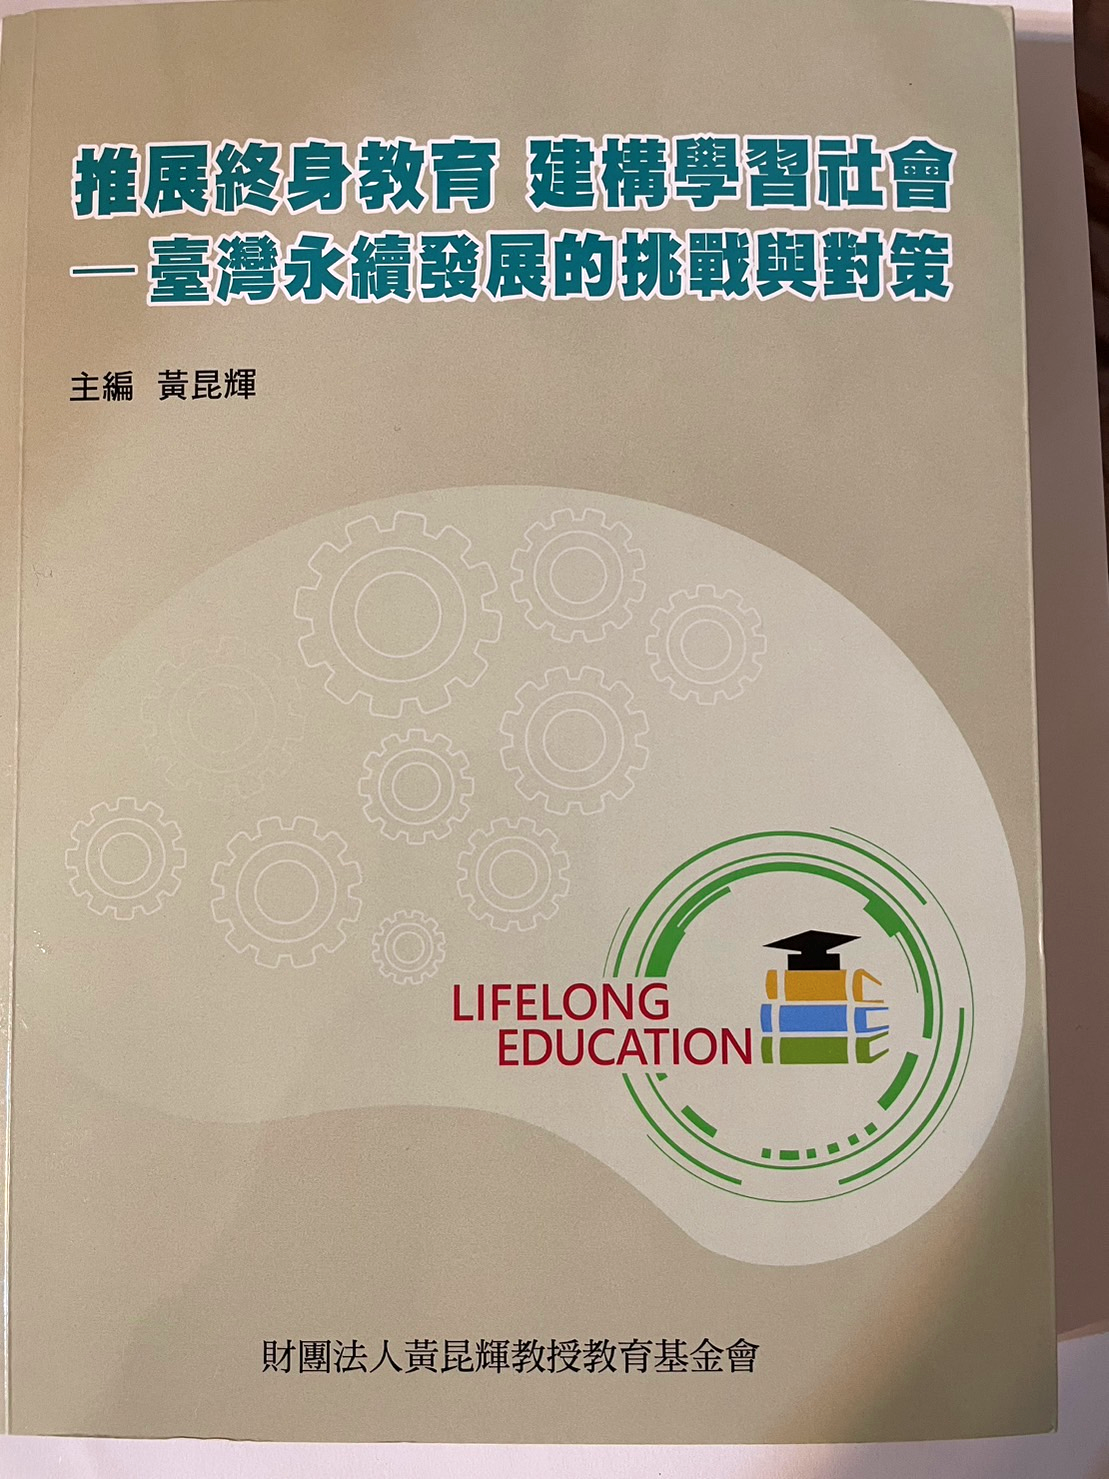 推展終身教育 建構學習社會
—臺灣永續發展的挑戰與對策
主編 黃昆輝
LIFELONG
EDUCATION
財團法人黃昆輝教授教育基金會